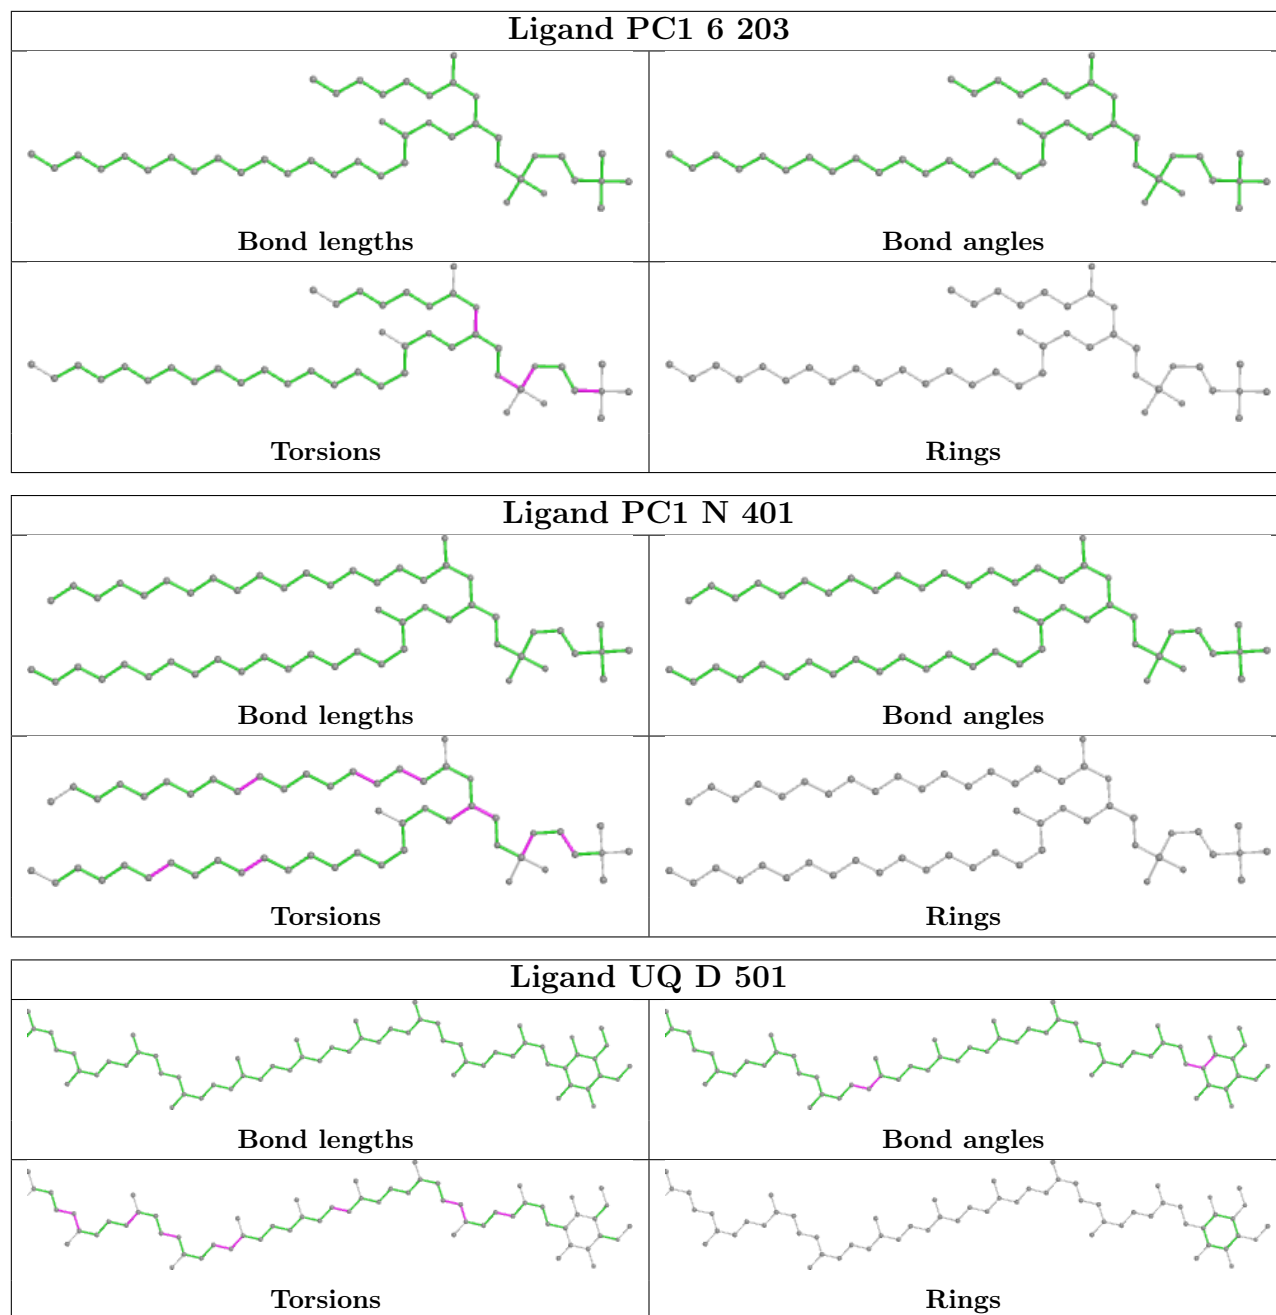 Ligand PC1 6 203
Bond lengths
Bond angles
Torsions
Rings
Ligand PC1 N 401
Bond lengths
Bond angles
Torsions
Rings
Ligand UQ D 501
Bond lengths
Bond angles
Torsions
Rings